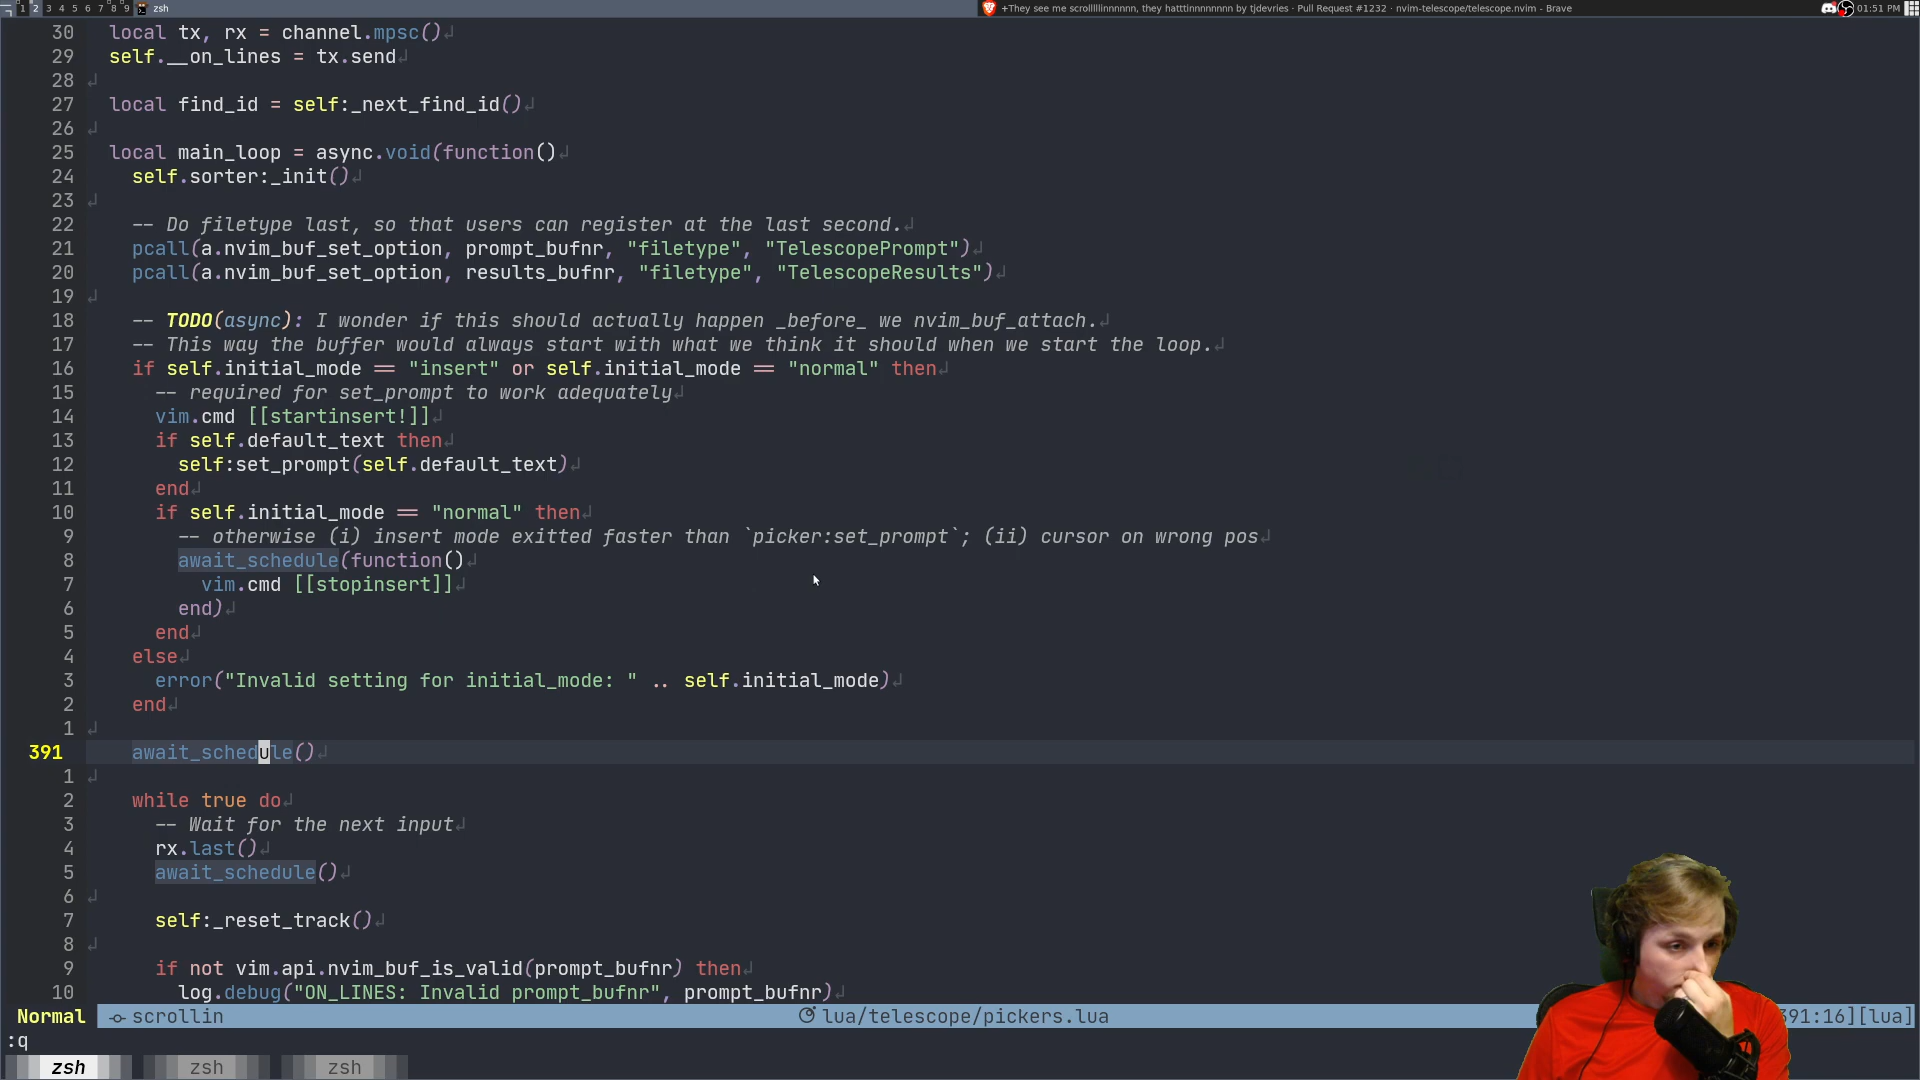 1 2 3 4 5 6 7 8 9 zsh +They see me scrollllinnnnnn, they hatttinnnnnnnn by tjdevries · Pull Request #1232 · nvim-telescope/telescope.nvim - Brave 01:51 PM
30 local tx, rx = channel.mpsc()
29 self.__on_lines = tx.send
28
27 local find_id = self:_next_find_id()
26
25 local main_loop = async.void(function()
24 self.sorter:_init()
23
22 -- Do filetype last, so that users can register at the last second.
21 pcall(a.nvim_buf_set_option, prompt_bufnr, "filetype", "TelescopePrompt")
20 pcall(a.nvim_buf_set_option, results_bufnr, "filetype", "TelescopeResults")
19
18 -- TODO(async): I wonder if this should actually happen _before_ we nvim_buf_attach.
17 -- This way the buffer would always start with what we think it should when we start the loop.
16 if self.initial_mode == "insert" or self.initial_mode == "normal" then
15 -- required for set_prompt to work adequately
14 vim.cmd [[startinsert!]]
13 if self.default_text then
12 self:set_prompt(self.default_text)
11 end
10 if self.initial_mode == "normal" then
9 -- otherwise (i) insert mode exitted faster than `picker:set_prompt`; (ii) cursor on wrong pos
8 await_schedule(function()
7 vim.cmd [[stopinsert]]
6 end)
5 end
4 else
3 error("Invalid setting for initial_mode: " .. self.initial_mode)
2 end
1
391 await_schedule()
1
2 while true do
3 -- Wait for the next input
4 rx.last()
5 await_schedule()
6
7 self:_reset_track()
8
9 if not vim.api.nvim_buf_is_valid(prompt_bufnr) then
10 log.debug("ON_LINES: Invalid prompt_bufnr", prompt_bufnr)
Normal scrollin lua/telescope/pickers.lua 391:16][lua]
:q
zsh zsh zsh